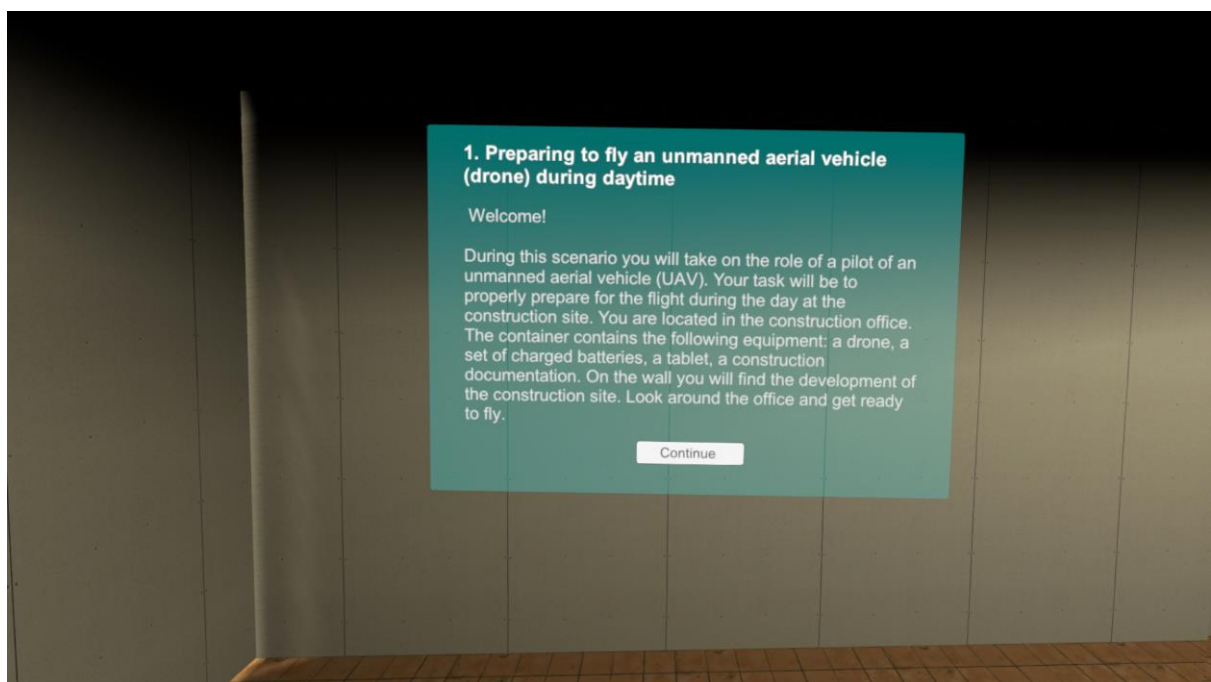 1. Preparing to fly an unmanned aerial vehicle
(drone) during daytime
Welcome!
During this scenario you will take on the role of a pilot of an
unmanned aerial vehicle (UAV). Your task will be to
properly prepare for the flight during the day at the
construction site. You are located in the construction office.
The container contains the following equipment: a drone, a
set of charged batteries, a tablet, a construction
documentation. On the wall you will find the development of
the construction site. Look around the office and get ready
to fly.
Continue